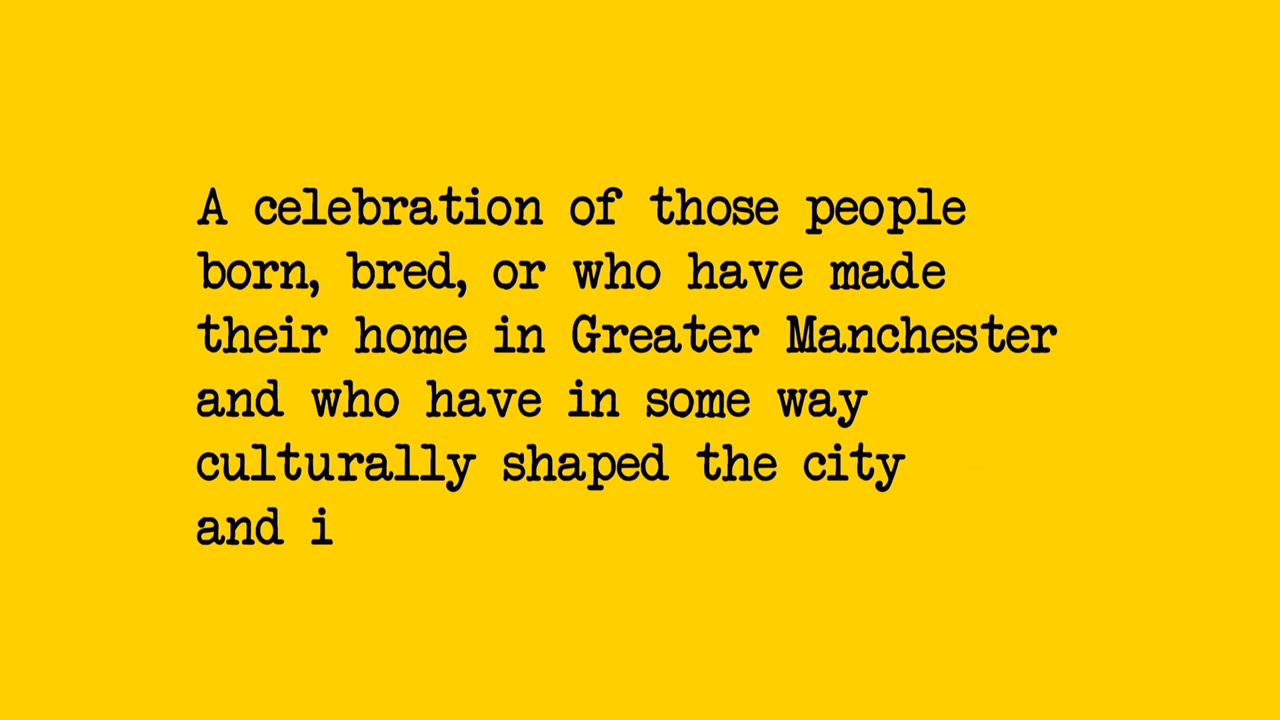 A celebration of those people
born, bred, or who have made
their home in Greater Manchester
and who have in some way
culturally shaped the city
and i